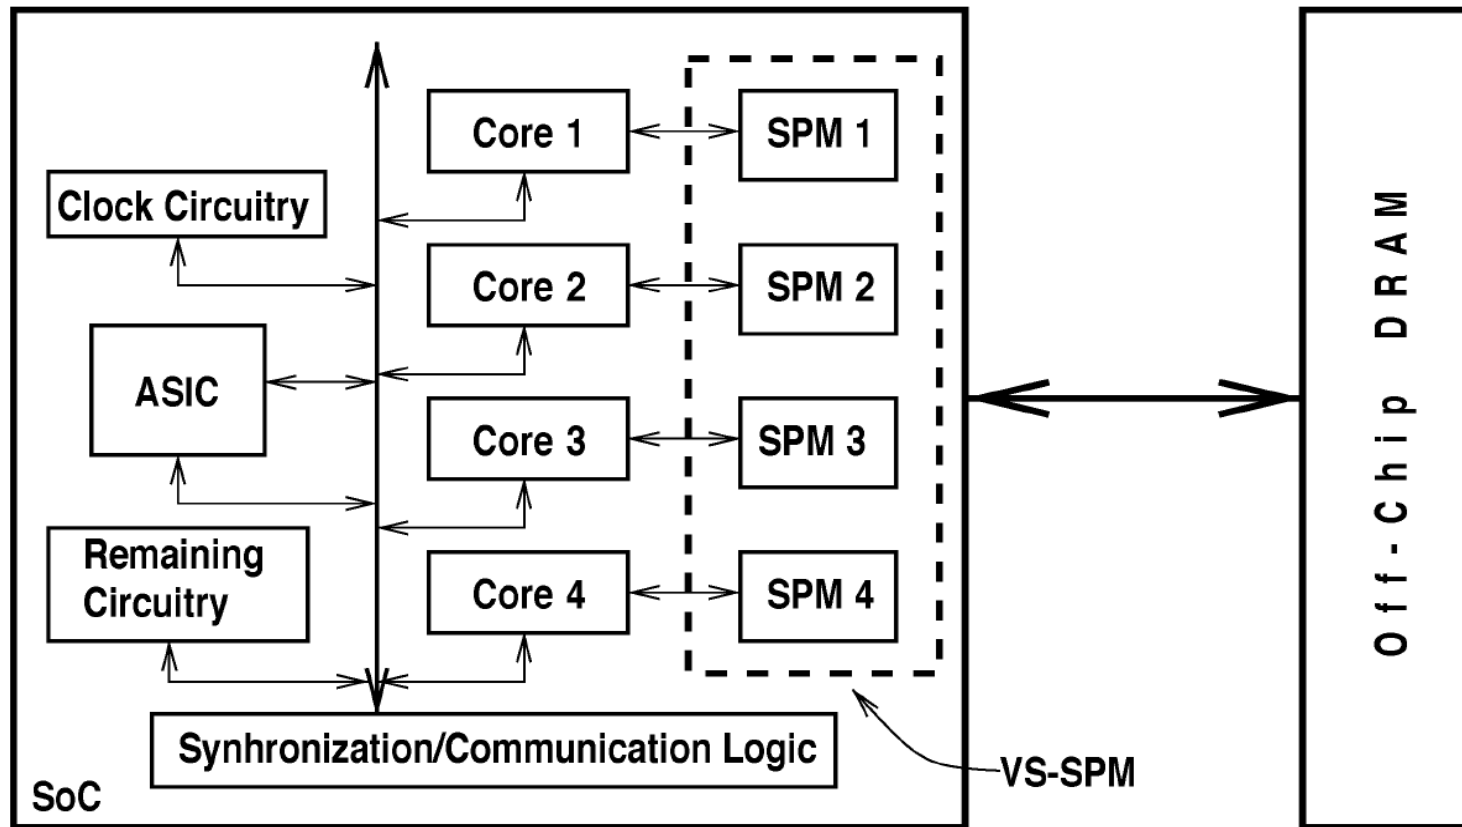 Core 1
SPM 1
Clock Circuitry
Core 2
SPM 2
ASIC
Core 3
SPM 3
Remaining
Circuitry
Core 4
SPM 4
Synhronization/Communication Logic
SoC
VS-SPM
Off-Chip DRAM